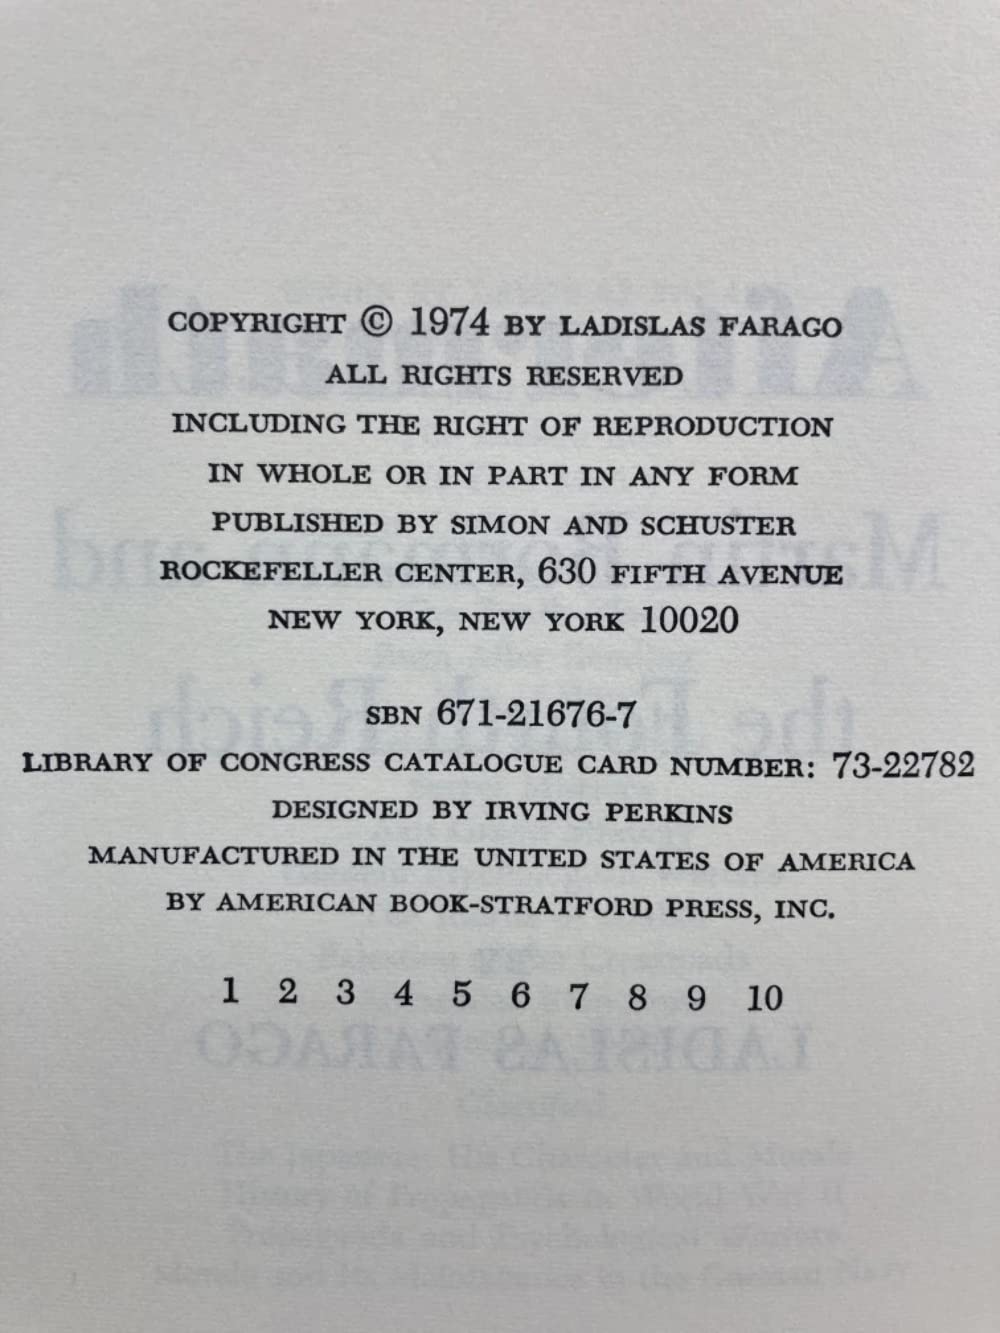 COPYRIGHT © 1974 BY LADISLAS FARAGO
ALL RIGHTS RESERVED
INCLUDING THE RIGHT OF REPRODUCTION
IN WHOLE OR IN PART IN ANY FORM
PUBLISHED BY SIMON AND SCHUSTER
ROCKEFELLER CENTER, 630 FIFTH AVENUE
NEW YORK, NEW YORK 10020
SBN 671-21676-7
LIBRARY OF CONGRESS CATALOGUE CARD NUMBER: 73-22782
DESIGNED BY IRVING PERKINS
MANUFACTURED IN THE UNITED STATES OF AMERICA
BY AMERICAN BOOK-STRATFORD PRESS, INC.
1 2 3 4 5 6 7 8 9 10